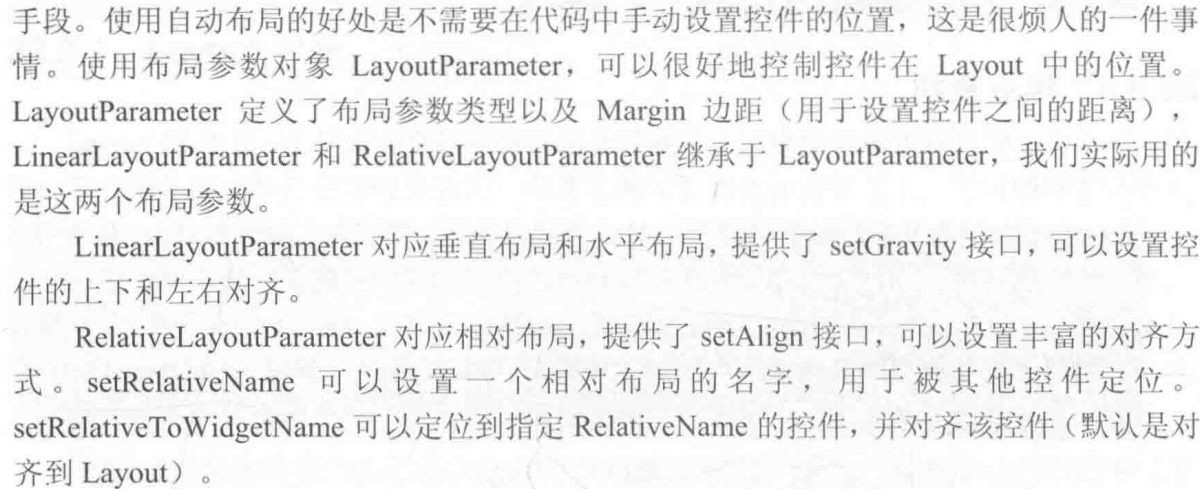 手段。使用自动布局的好处是不需要在代码中手动设置控件的位置，这是很烦人的一件事
情。使用布局参数对象 LayoutParameter，可以很好地控制控件在 Layout 中的位置。
LayoutParameter 定义了布局参数类型以及 Margin 边距（用于设置控件之间的距离），
LinearLayoutParameter 和 RelativeLayoutParameter 继承于 LayoutParameter，我们实际用的
是这两个布局参数。
LinearLayoutParameter 对应垂直布局和水平布局，提供了 setGravity 接口，可以设置控
件的上下和左右对齐。
RelativeLayoutParameter 对应相对布局，提供了 setAlign 接口，可以设置丰富的对齐方
式。setRelativeName 可以设置一个相对布局的名字，用于被其他控件定位。
setRelativeToWidgetName 可以定位到指定 RelativeName 的控件，并对齐该控件（默认是对
齐到 Layout）。